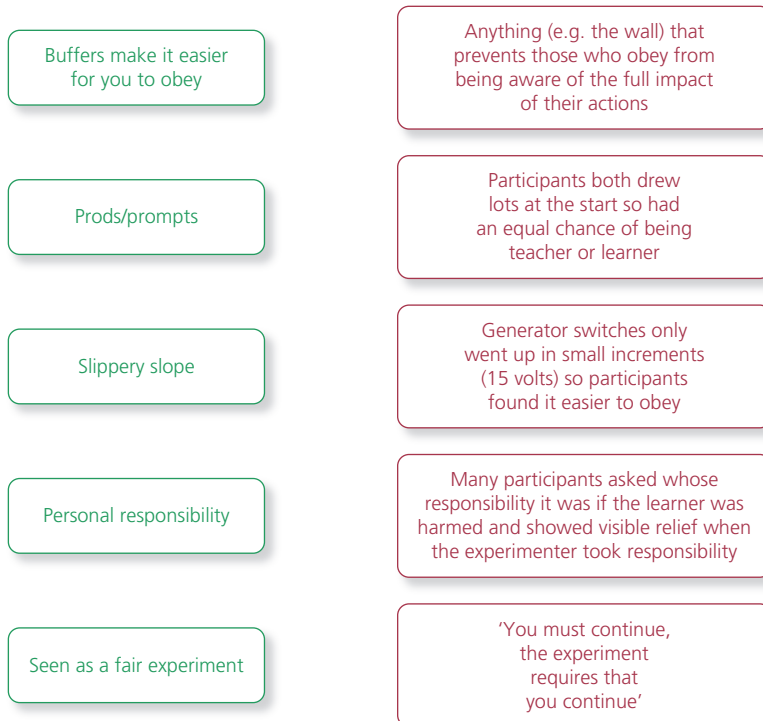 Buffers make it easier
for you to obey
Anything (e.g. the wall) that
prevents those who obey from
being aware of the full impact
of their actions
Prods/prompts
Participants both drew
lots at the start so had
an equal chance of being
teacher or learner
Slippery slope
Generator switches only
went up in small increments
(15 volts) so participants
found it easier to obey
Personal responsibility
Many participants asked whose
responsibility it was if the learner was
harmed and showed visible relief when
the experimenter took responsibility
Seen as a fair experiment
'You must continue,
the experiment
requires that
you continue'